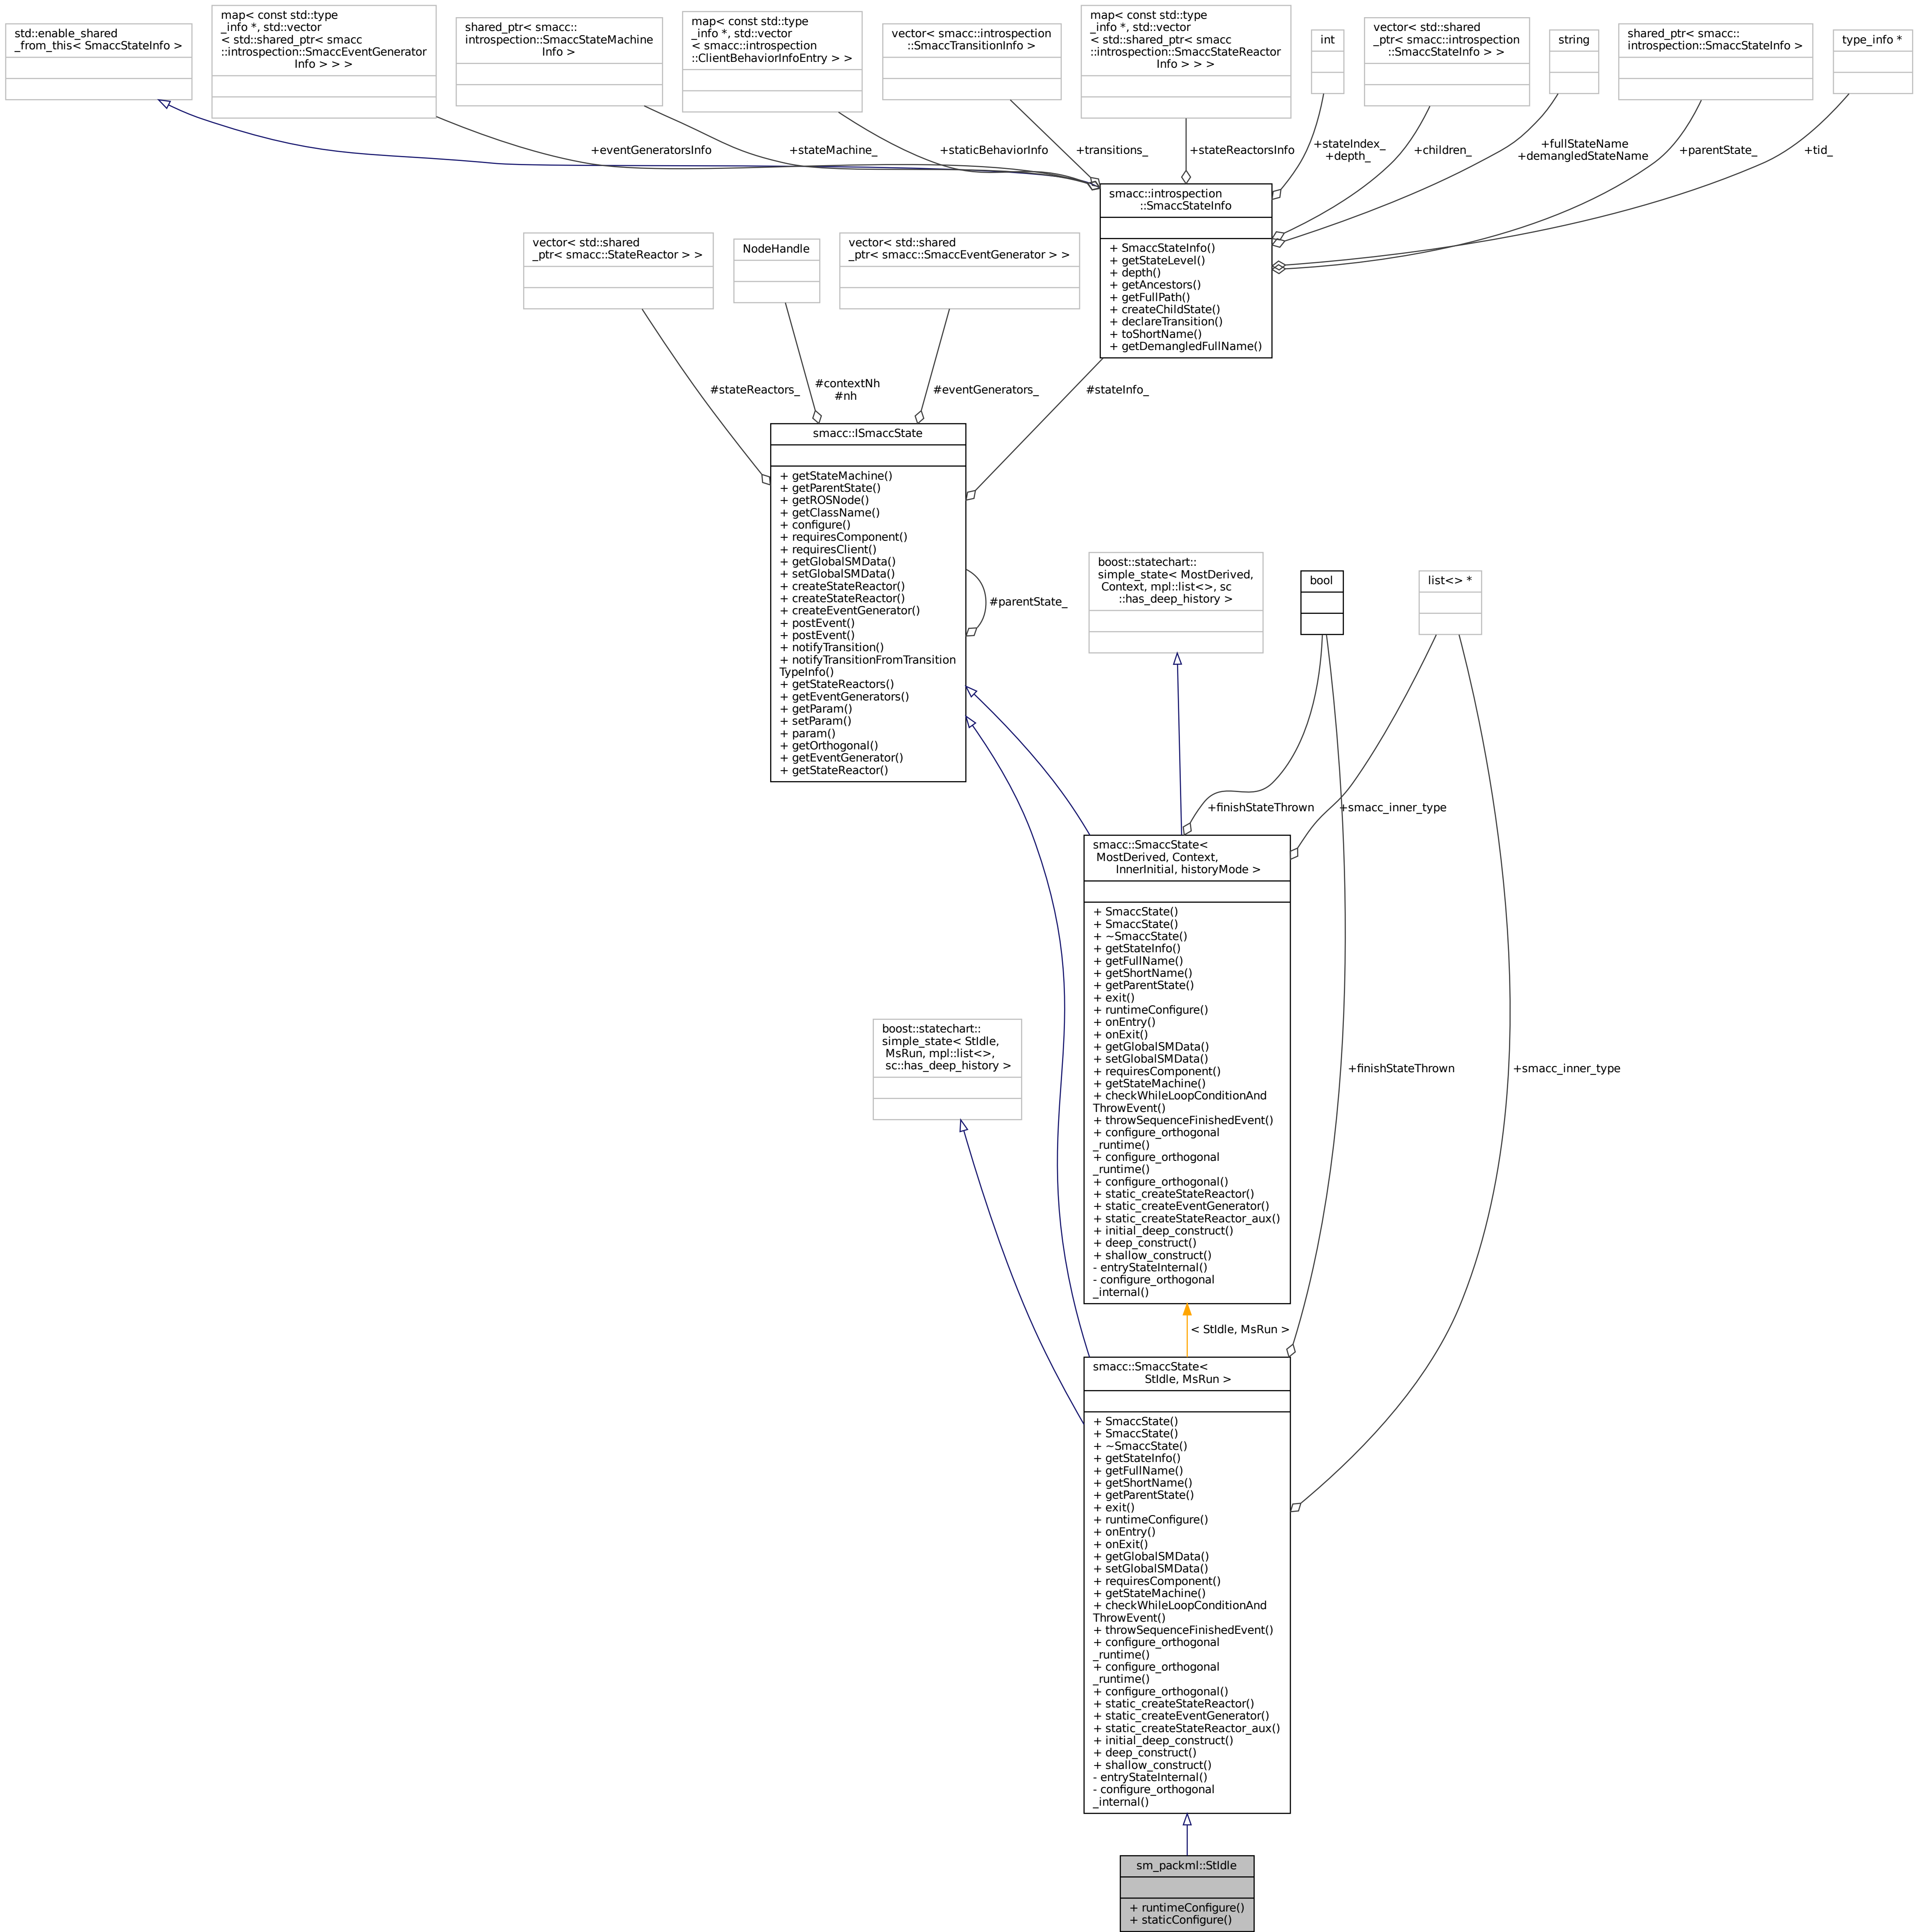 std::enable_shared
_from_this< SmaccStateInfo >
map< const std::type
_info *, std::vector
< std::shared_ptr< smacc
::introspection::SmaccEventGenerator
Info > > >
shared_ptr< smacc::
introspection::SmaccStateMachine
Info >
map< const std::type
_info *, std::vector
< smacc::introspection
::ClientBehaviorInfoEntry > >
vector< smacc::introspection
::SmaccTransitionInfo >
map< const std::type
_info *, std::vector
< std::shared_ptr< smacc
::introspection::SmaccStateReactor
Info > > >
int
vector< std::shared
_ptr< smacc::introspection
::SmaccStateInfo > >
string
shared_ptr< smacc::
introspection::SmaccStateInfo >
type_info *
+eventGeneratorsInfo
+stateMachine_
+staticBehaviorInfo
+transitions_
+stateReactorsInfo
+stateIndex_
+depth_
+children_
+fullStateName
+demangledStateName
+parentState_
+tid_
smacc::introspection
::SmaccStateInfo
+ SmaccStateInfo()
+ getStateLevel()
+ depth()
+ getAncestors()
+ getFullPath()
+ createChildState()
+ declareTransition()
+ toShortName()
+ getDemangledFullName()
vector< std::shared
_ptr< smacc::StateReactor > >
NodeHandle
vector< std::shared
_ptr< smacc::SmaccEventGenerator > >
#stateReactors_
#contextNh
#nh
#eventGenerators_
#stateInfo_
smacc::ISmaccState
+ getStateMachine()
+ getParentState()
+ getROSNode()
+ getClassName()
+ configure()
+ requiresComponent()
+ requiresClient()
+ getGlobalSMData()
+ setGlobalSMData()
+ createStateReactor()
+ createStateReactor()
+ createEventGenerator()
+ postEvent()
+ postEvent()
+ notifyTransition()
+ notifyTransitionFromTransition
TypeInfo()
+ getStateReactors()
+ getEventGenerators()
+ getParam()
+ setParam()
+ param()
+ getOrthogonal()
+ getEventGenerator()
+ getStateReactor()
#parentState_
boost::statechart::
simple_state< MostDerived,
Context, mpl::list<>, sc
::has_deep_history >
bool
list<> *
+finishStateThrown
+smacc_inner_type
smacc::SmaccState<
MostDerived, Context,
InnerInitial, historyMode >
+ SmaccState()
+ SmaccState()
+ ~SmaccState()
+ getStateInfo()
+ getFullName()
+ getShortName()
+ getParentState()
+ exit()
+ runtimeConfigure()
+ onEntry()
+ onExit()
+ getGlobalSMData()
+ setGlobalSMData()
+ requiresComponent()
+ getStateMachine()
+ checkWhileLoopConditionAnd
ThrowEvent()
+ throwSequenceFinishedEvent()
+ configure_orthogonal
_runtime()
+ configure_orthogonal
_runtime()
+ configure_orthogonal()
+ static_createStateReactor()
+ static_createEventGenerator()
+ static_createStateReactor_aux()
+ initial_deep_construct()
+ deep_construct()
+ shallow_construct()
- entryStateInternal()
- configure_orthogonal
_internal()
boost::statechart::
simple_state< StIdle,
MsRun, mpl::list<>,
sc::has_deep_history >
+finishStateThrown
+smacc_inner_type
< StIdle, MsRun >
smacc::SmaccState<
StIdle, MsRun >
+ SmaccState()
+ SmaccState()
+ ~SmaccState()
+ getStateInfo()
+ getFullName()
+ getShortName()
+ getParentState()
+ exit()
+ runtimeConfigure()
+ onEntry()
+ onExit()
+ getGlobalSMData()
+ setGlobalSMData()
+ requiresComponent()
+ getStateMachine()
+ checkWhileLoopConditionAnd
ThrowEvent()
+ throwSequenceFinishedEvent()
+ configure_orthogonal
_runtime()
+ configure_orthogonal
_runtime()
+ configure_orthogonal()
+ static_createStateReactor()
+ static_createEventGenerator()
+ static_createStateReactor_aux()
+ initial_deep_construct()
+ deep_construct()
+ shallow_construct()
- entryStateInternal()
- configure_orthogonal
_internal()
sm_packml::StIdle
+ runtimeConfigure()
+ staticConfigure()